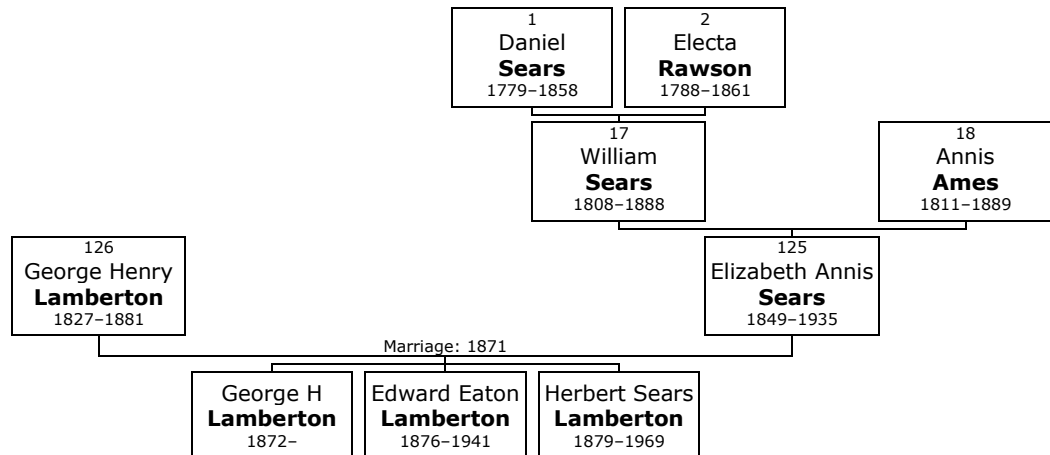 1
Daniel
Sears
1779–1858
2
Electa
Rawson
1788–1861
17
William
Sears
1808–1888
18
Annis
Ames
1811–1889
126
George Henry
Lamberton
1827–1881
125
Elizabeth Annis
Sears
1849–1935
Marriage: 1871
George H
Lamberton
1872–
Edward Eaton
Lamberton
1876–1941
Herbert Sears
Lamberton
1879–1969